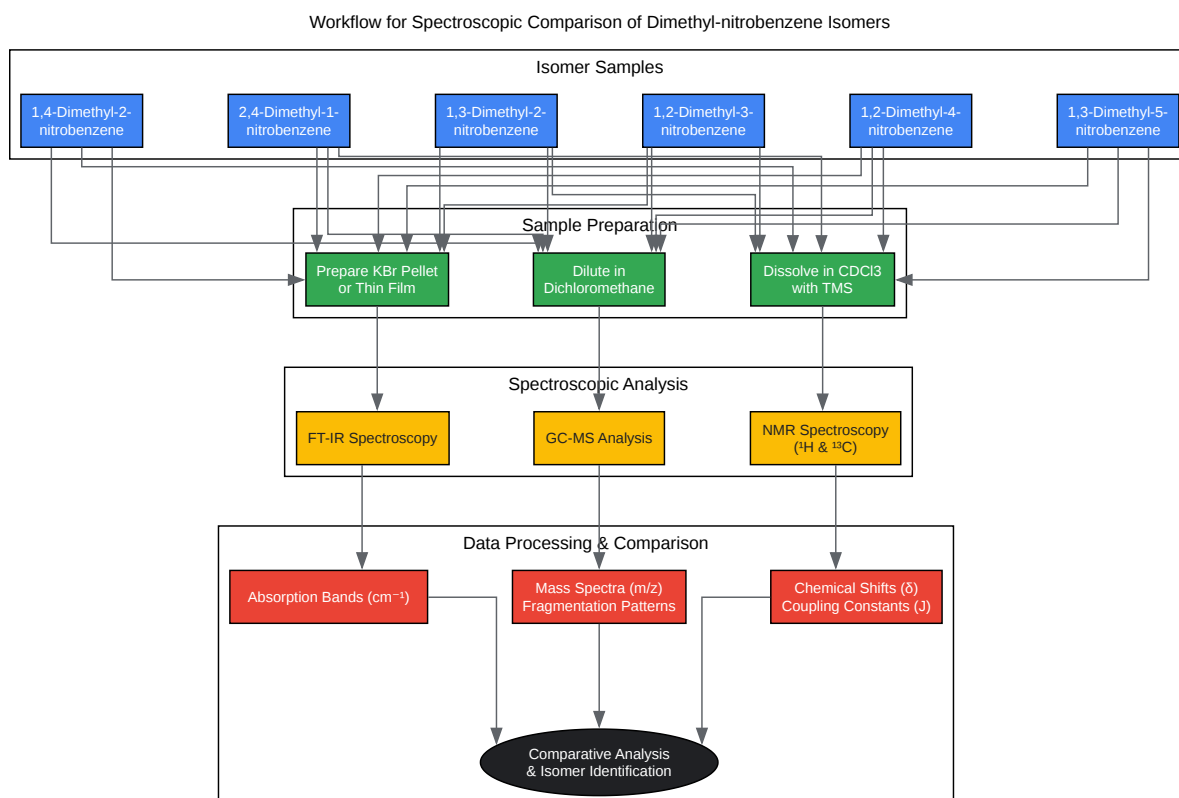 Workflow for Spectroscopic Comparison of Dimethyl-nitrobenzene Isomers
Isomer Samples
1,4-Dimethyl-2-
nitrobenzene
2,4-Dimethyl-1-
nitrobenzene
1,3-Dimethyl-2-
nitrobenzene
1,2-Dimethyl-3-
nitrobenzene
1,2-Dimethyl-4-
nitrobenzene
1,3-Dimethyl-5-
nitrobenzene
Sample Preparation
Prepare KBr Pellet
or Thin Film
Dilute in
Dichloromethane
Dissolve in CDCl3
with TMS
Spectroscopic Analysis
FT-IR Spectroscopy
GC-MS Analysis
NMR Spectroscopy
(¹H & ¹³C)
Data Processing & Comparison
Absorption Bands (cm⁻¹)
Mass Spectra (m/z)
Fragmentation Patterns
Chemical Shifts (δ)
Coupling Constants (J)
Comparative Analysis
& Isomer Identification